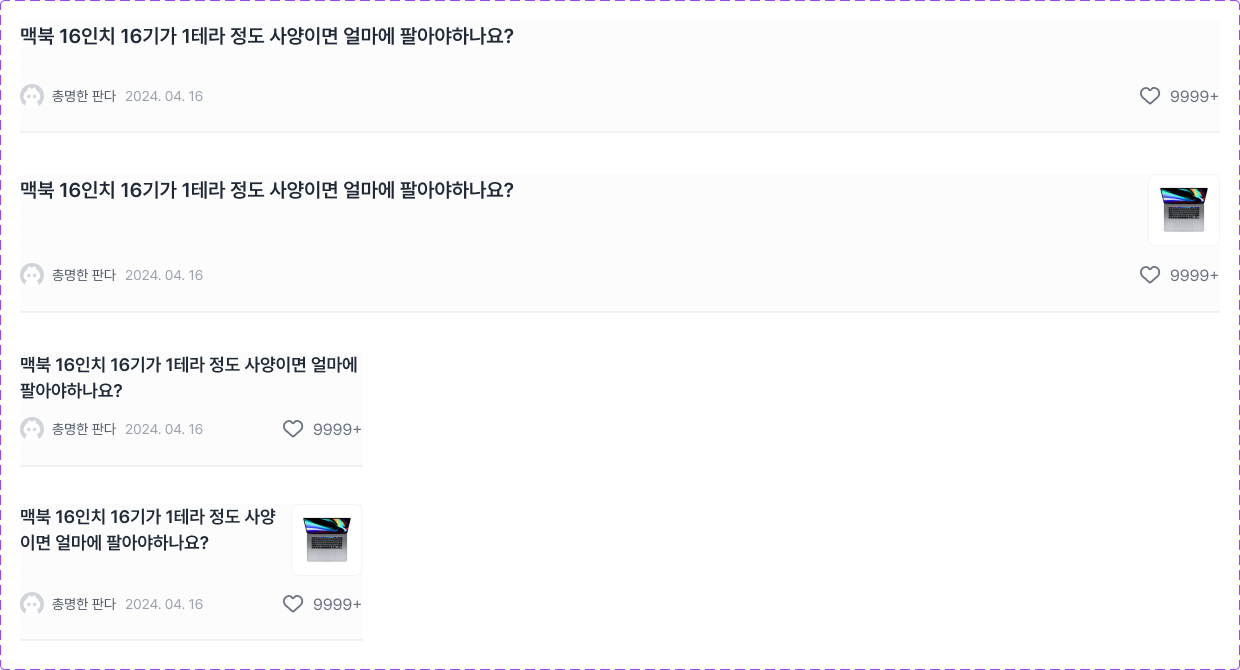 맥북 16인치 16기가 1테라 정도 사양이면 얼마에 팔아야하나요?
총명한 판다 2024. 04. 16 9999+
맥북 16인치 16기가 1테라 정도 사양이면 얼마에 팔아야하나요?
총명한 판다 2024. 04. 16 9999+
맥북 16인치 16기가 1테라 정도 사양이면 얼마에
팔아야하나요?
총명한 판다 2024. 04. 16 9999+
맥북 16인치 16기가 1테라 정도 사양
이면 얼마에 팔아야하나요?
총명한 판다 2024. 04. 16 9999+